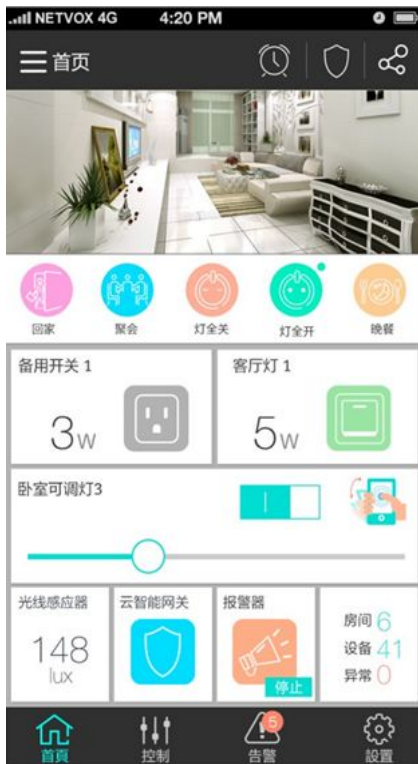 NETVOX 4G 4:20 PM
首页
回家 聚会 灯全关 灯全开 晚餐
备用开关 1 客厅灯 1
3W 5W
卧室可调灯3
光线感应器 云智能网关 报警器
148
lux
停止
房间 6
设备 41
异常 0
5
首頁 控制 告警 設置